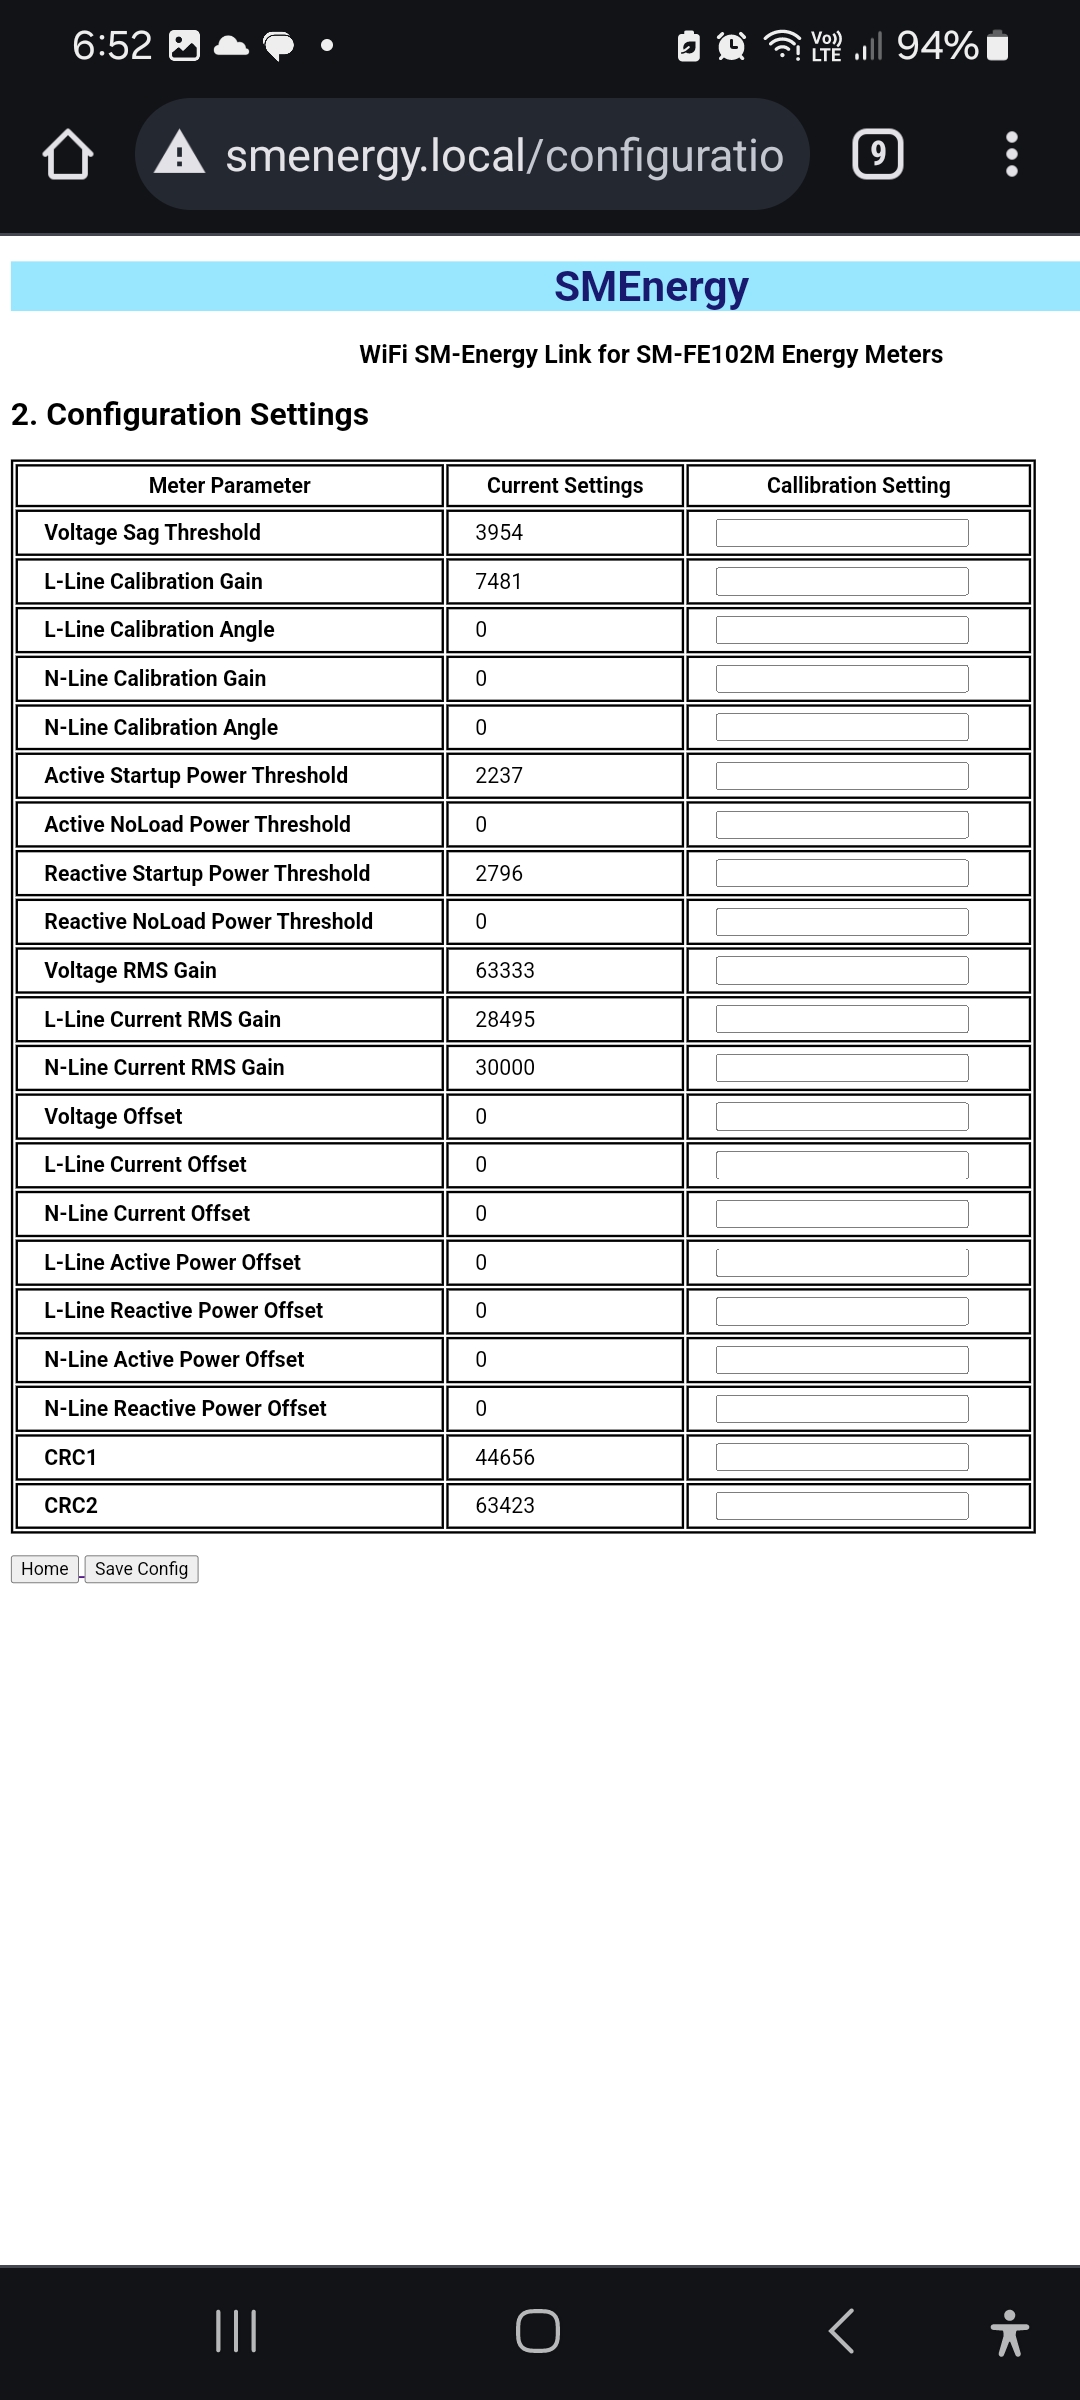 6:52
Vo)) LTE
94%
smenergy.local/configuratio
9
SMEnergy
WiFi SM-Energy Link for SM-FE102M Energy Meters
2. Configuration Settings
Meter Parameter Current Settings Callibration Setting
Voltage Sag Threshold 3954
L-Line Calibration Gain 7481
L-Line Calibration Angle 0
N-Line Calibration Gain 0
N-Line Calibration Angle 0
Active Startup Power Threshold 2237
Active NoLoad Power Threshold 0
Reactive Startup Power Threshold 2796
Reactive NoLoad Power Threshold 0
Voltage RMS Gain 63333
L-Line Current RMS Gain 28495
N-Line Current RMS Gain 30000
Voltage Offset 0
L-Line Current Offset 0
N-Line Current Offset 0
L-Line Active Power Offset 0
L-Line Reactive Power Offset 0
N-Line Active Power Offset 0
N-Line Reactive Power Offset 0
CRC1 44656
CRC2 63423
Home Save Config